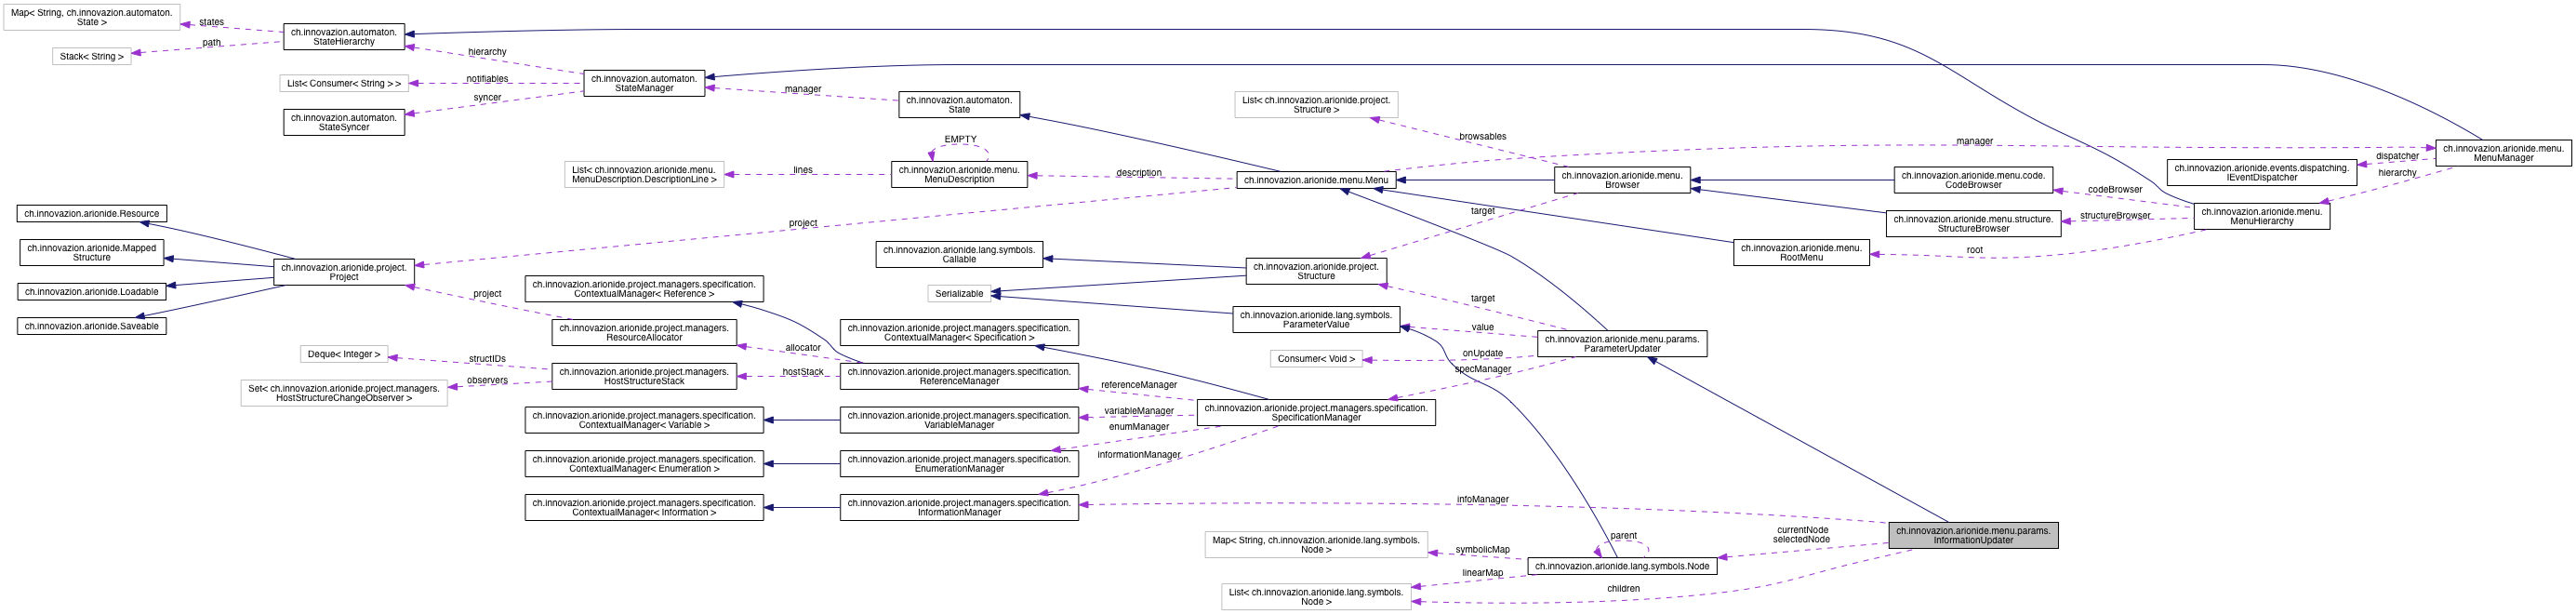 Map< String, ch.innovazion.automaton.
State >
states
path
Stack< String >
ch.innovazion.automaton.
StateHierarchy
hierarchy
notifiables
List< Consumer< String > >
syncer
ch.innovazion.automaton.
StateSyncer
ch.innovazion.automaton.
StateManager
manager
ch.innovazion.automaton.
State
EMPTY
List< ch.innovazion.arionide.menu.
MenuDescription.DescriptionLine >
lines
ch.innovazion.arionide.menu.
MenuDescription
description
project
List< ch.innovazion.arionide.project.
Structure >
browsables
ch.innovazion.arionide.menu.Menu
ch.innovazion.arionide.menu.
Browser
target
manager
ch.innovazion.arionide.menu.code.
CodeBrowser
ch.innovazion.arionide.menu.structure.
StructureBrowser
ch.innovazion.arionide.menu.
RootMenu
ch.innovazion.arionide.menu.
MenuManager
dispatcher
ch.innovazion.arionide.events.dispatching.
IEventDispatcher
hierarchy
codeBrowser
structureBrowser
root
ch.innovazion.arionide.menu.
MenuHierarchy
ch.innovazion.arionide.Resource
ch.innovazion.arionide.Mapped
Structure
ch.innovazion.arionide.Loadable
ch.innovazion.arionide.Saveable
ch.innovazion.arionide.project.
Project
project
ch.innovazion.arionide.lang.symbols.
Callable
Serializable
ch.innovazion.arionide.project.
Structure
target
ch.innovazion.arionide.lang.symbols.
ParameterValue
value
Consumer< Void >
onUpdate
specManager
ch.innovazion.arionide.menu.params.
ParameterUpdater
ch.innovazion.arionide.project.managers.specification.
ContextualManager< Reference >
ch.innovazion.arionide.project.managers.
ResourceAllocator
allocator
ch.innovazion.arionide.project.managers.specification.
ContextualManager< Specification >
Deque< Integer >
structIDs
Set< ch.innovazion.arionide.project.managers.
HostStructureChangeObserver >
observers
ch.innovazion.arionide.project.managers.
HostStructureStack
hostStack
ch.innovazion.arionide.project.managers.specification.
ReferenceManager
referenceManager
variableManager
enumManager
informationManager
ch.innovazion.arionide.project.managers.specification.
SpecificationManager
ch.innovazion.arionide.project.managers.specification.
ContextualManager< Variable >
ch.innovazion.arionide.project.managers.specification.
VariableManager
ch.innovazion.arionide.project.managers.specification.
ContextualManager< Enumeration >
ch.innovazion.arionide.project.managers.specification.
EnumerationManager
ch.innovazion.arionide.project.managers.specification.
ContextualManager< Information >
ch.innovazion.arionide.project.managers.specification.
InformationManager
infoManager
ch.innovazion.arionide.menu.params.
InformationUpdater
currentNode
selectedNode
parent
Map< String, ch.innovazion.arionide.lang.symbols.
Node >
symbolicMap
ch.innovazion.arionide.lang.symbols.Node
linearMap
List< ch.innovazion.arionide.lang.symbols.
Node >
children